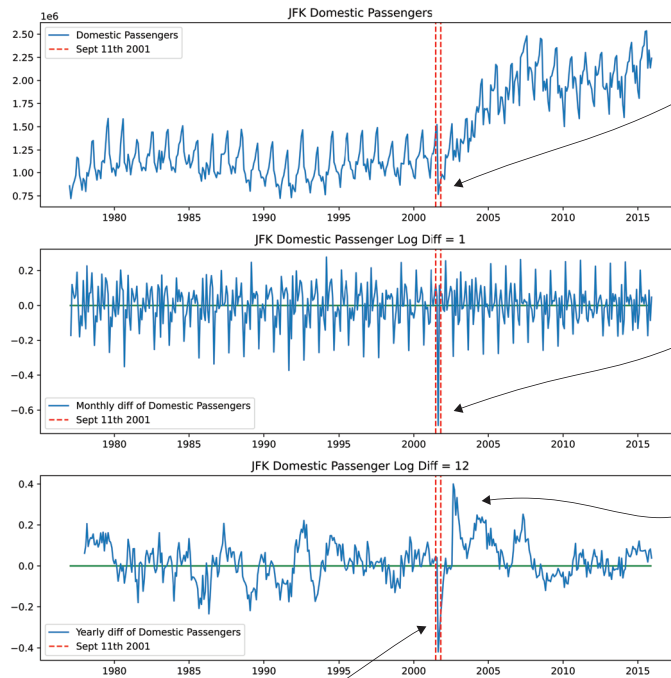 JFK Domestic Passengers
1e6
2.50
2.25
2.00
1.75
1.50
1.25
1.00
0.75
Domestic Passengers
Sept 11th 2001
1980 1985 1990 1995 2000 2005 2010 2015
JFK Domestic Passenger Log Diff = 1
0.2
0.0
−0.2
−0.4
−0.6
Monthly diff of Domestic Passengers
Sept 11th 2001
1980 1985 1990 1995 2000 2005 2010 2015
JFK Domestic Passenger Log Diff = 12
0.4
0.2
0.0
−0.2
−0.4
Yearly diff of Domestic Passengers
Sept 11th 2001
1980 1985 1990 1995 2000 2005 2010 2015